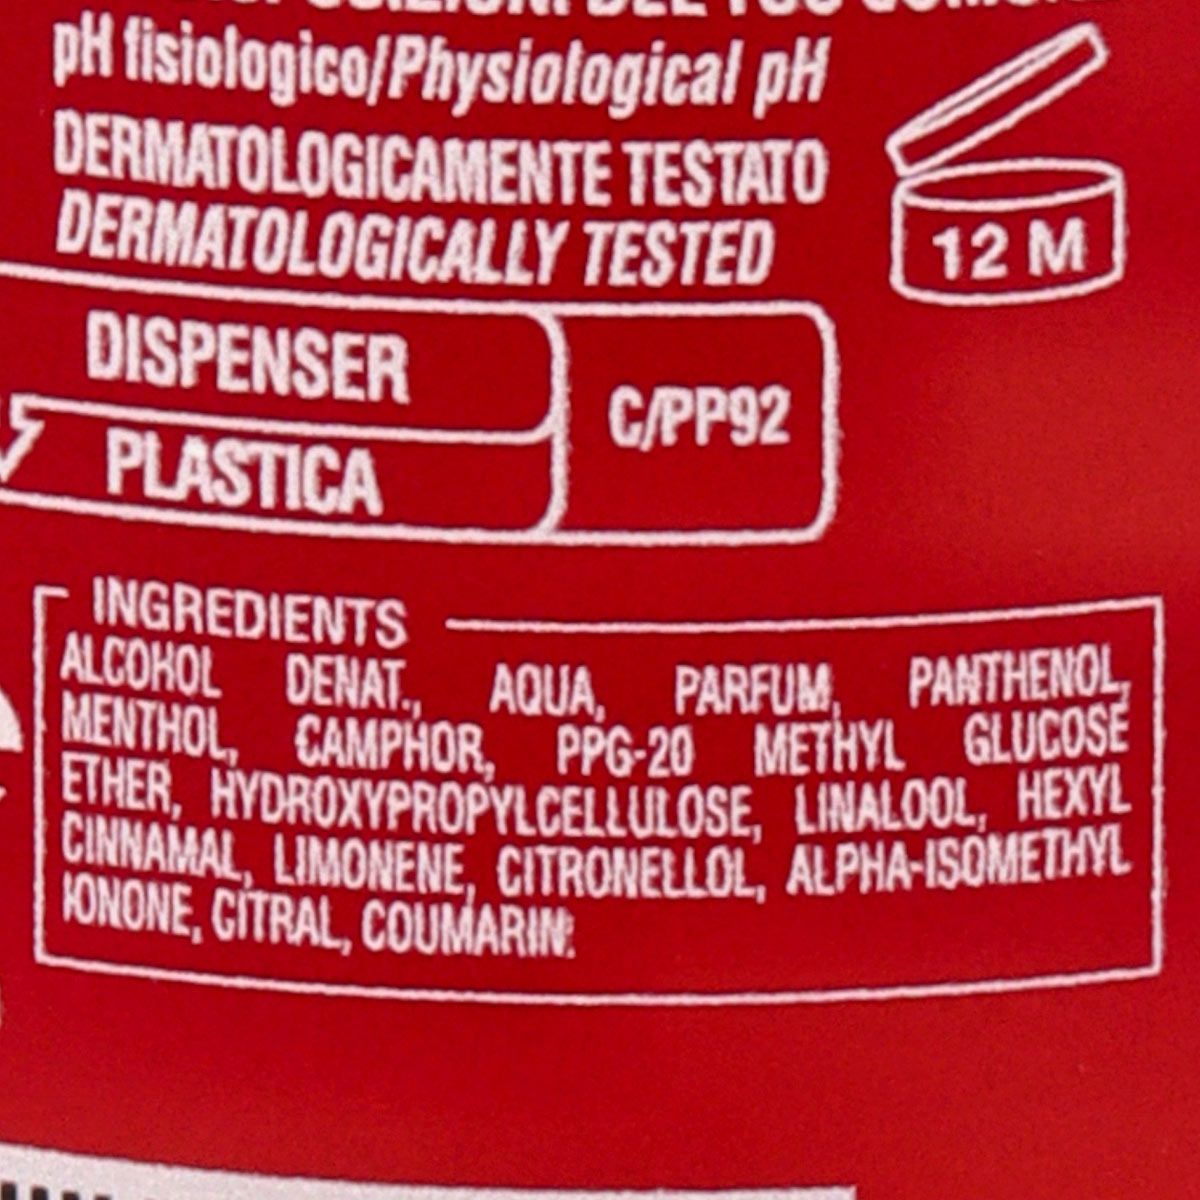 pH fisiologico/Physiological pH
DERMATOLOGICAMENTE TESTATO
DERMATOLOGICALLY TESTED
12 M
DISPENSER
C/PP92
PLASTICA
INGREDIENTS
ALCOHOL DENAT., AQUA, PARFUM, PANTHENOL,
MENTHOL, CAMPHOR, PPG-20 METHYL GLUCOSE
ETHER, HYDROXYPROPYLCELLULOSE, LINALOOL, HEXYL
CINNAMAL, LIMONENE, CITRONELLOL, ALPHA-ISOMETHYL
IONONE, CITRAL, COUMARIN.